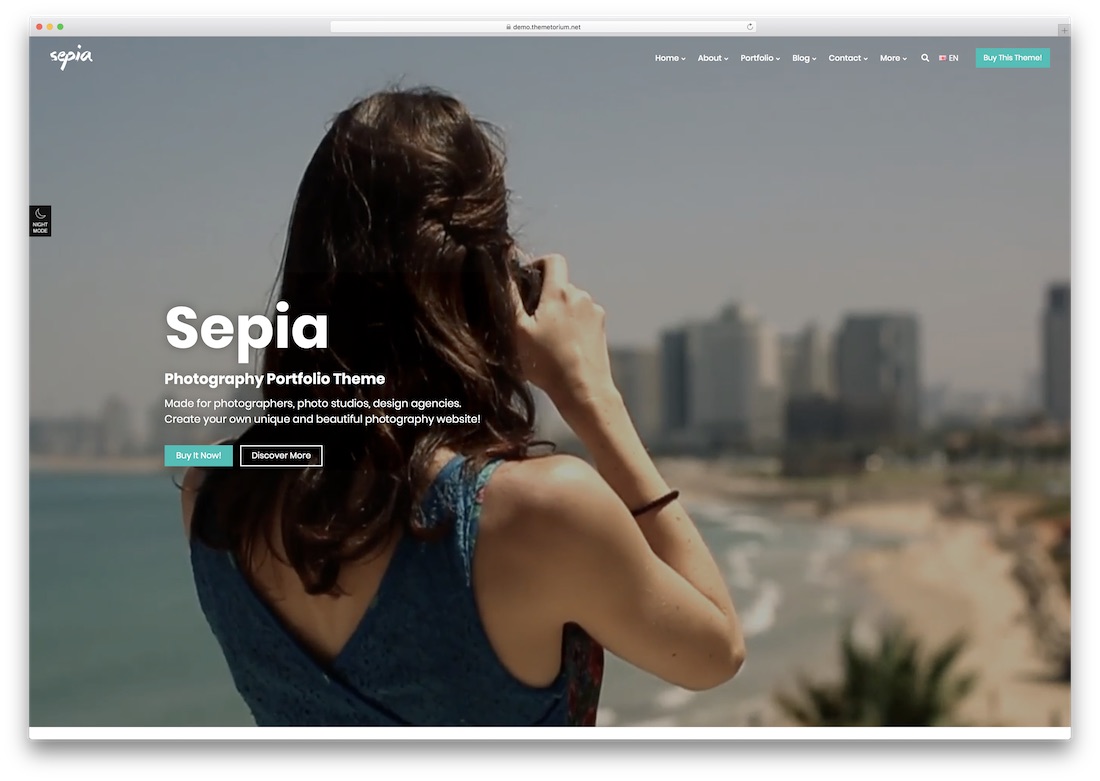 demo.themetorium.net
sepia
Home
About
Portfolio
Blog
Contact
More
EN
Buy This Theme!
NIGHT
MODE
Sepia
Photography Portfolio Theme
Made for photographers, photo studios, design agencies.
Create your own unique and beautiful photography website!
Buy It Now!
Discover More